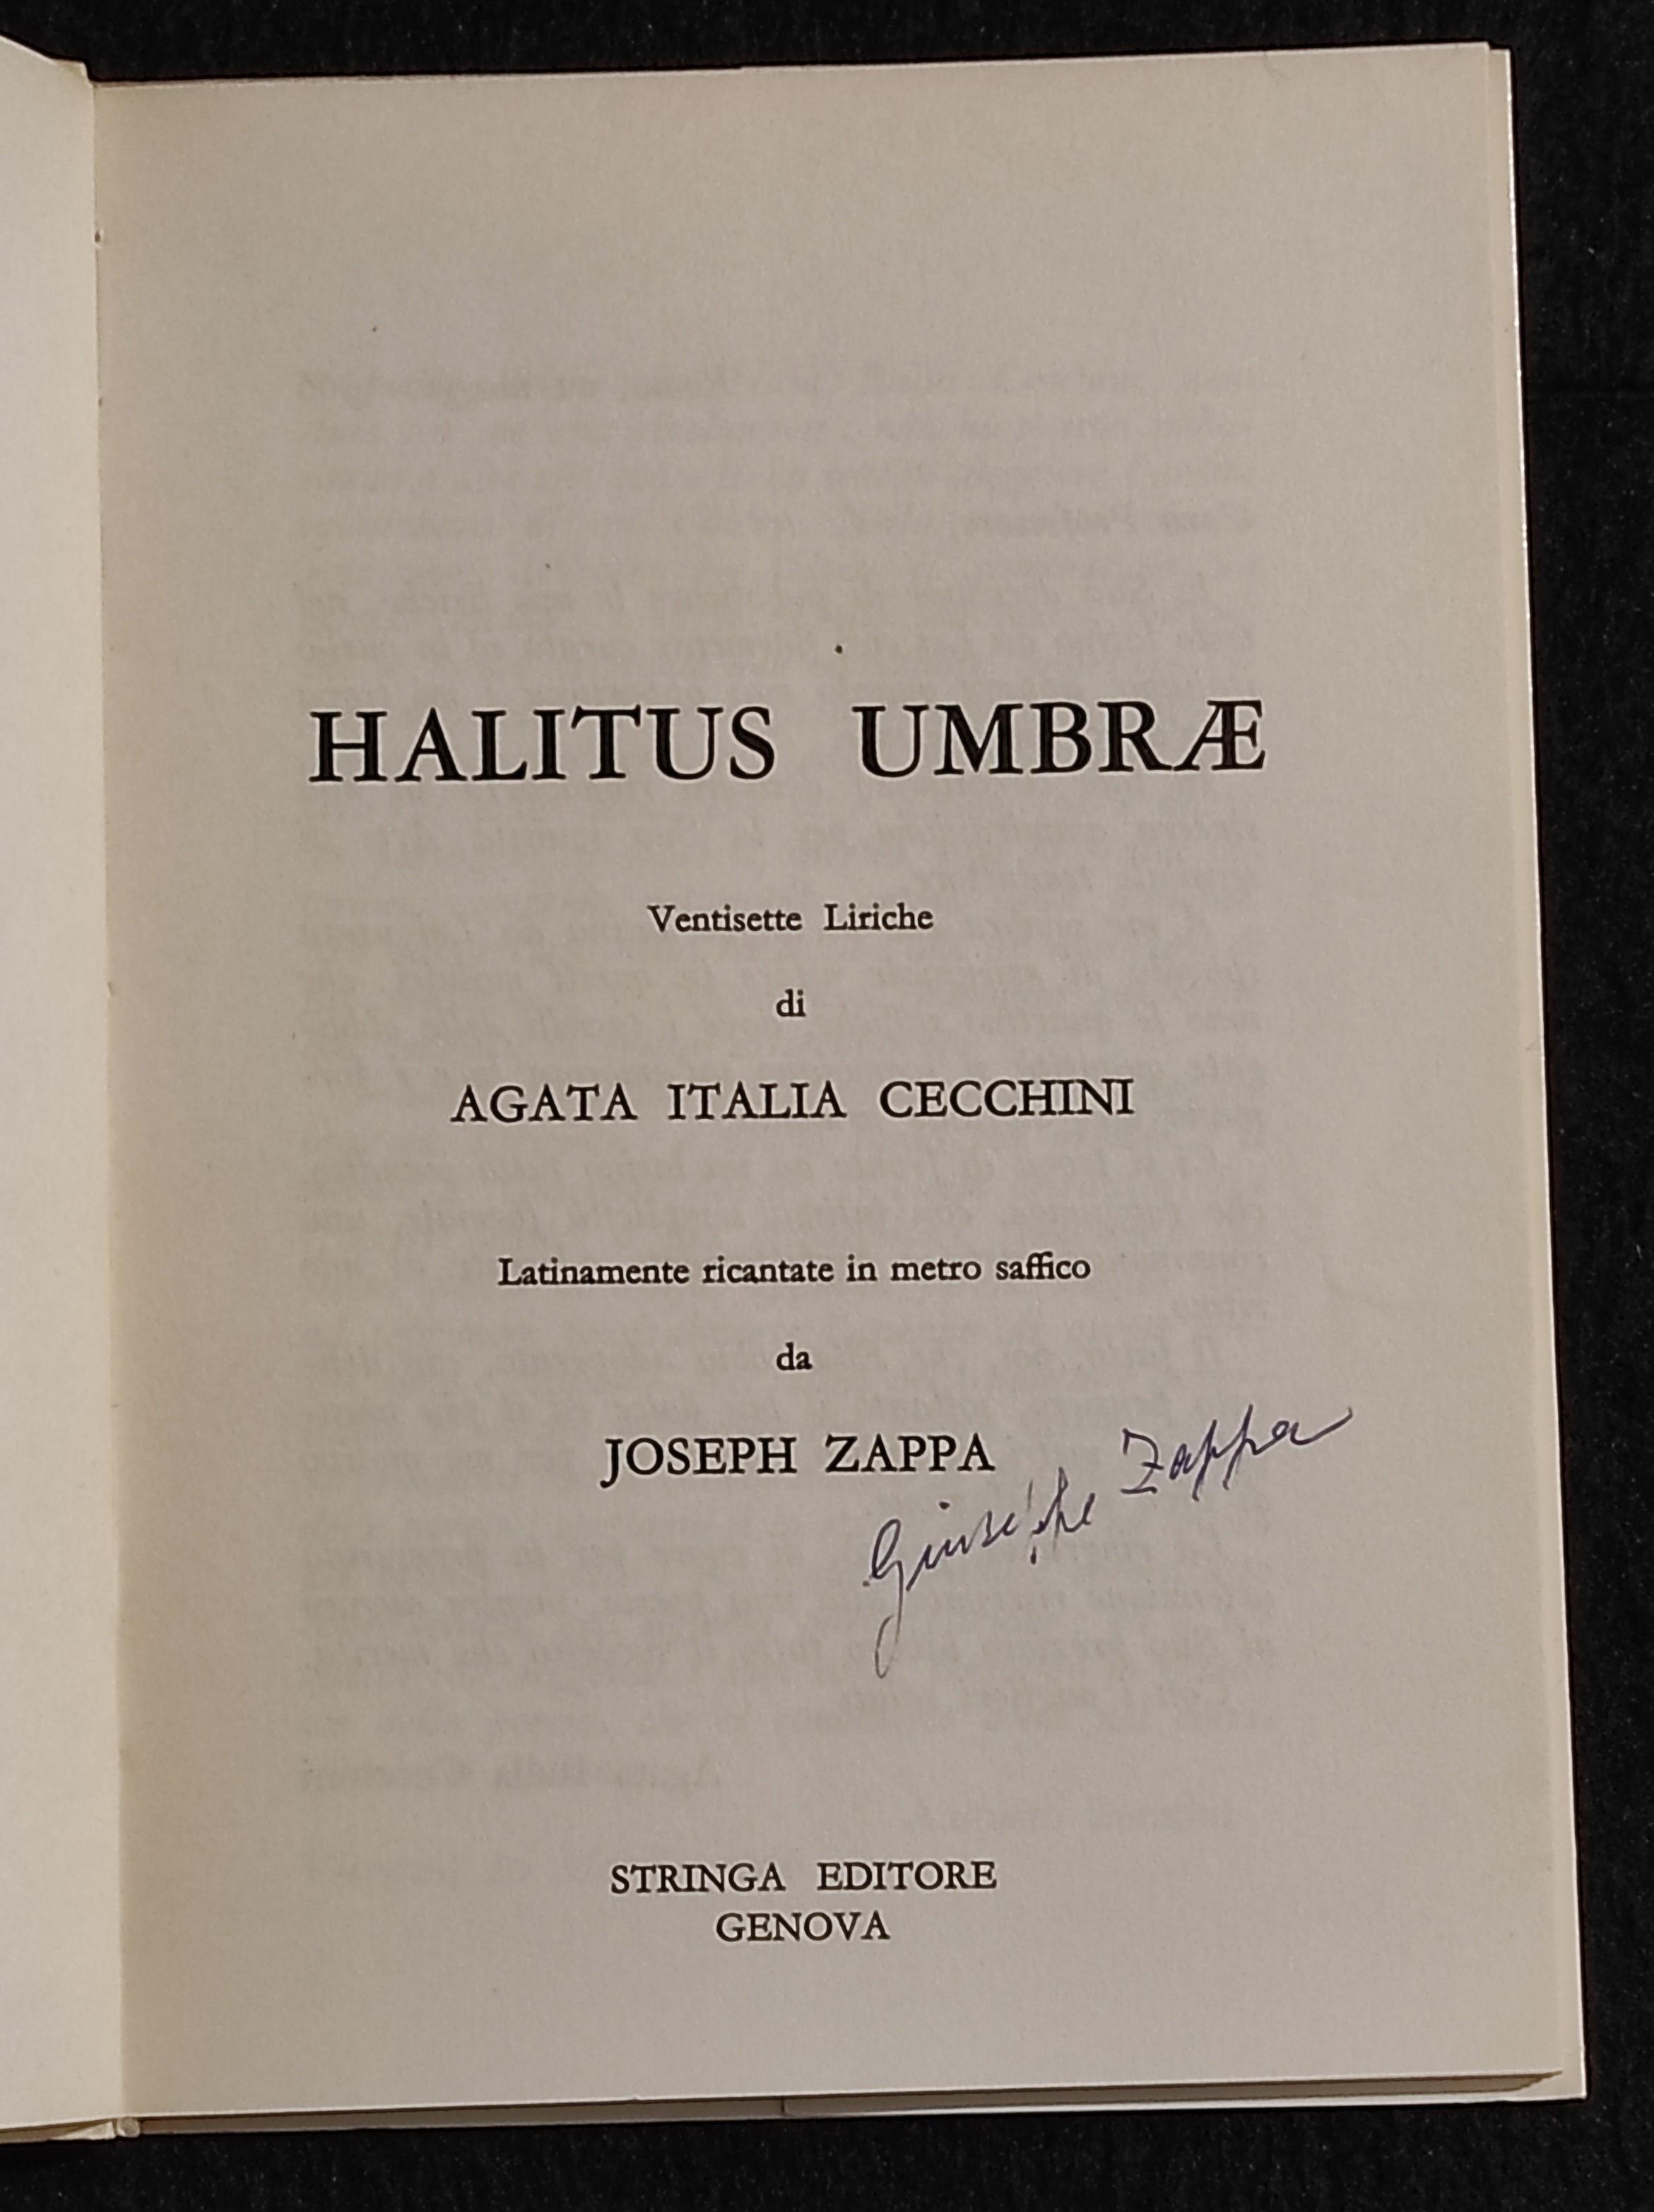 HALITUS UMBRÆ
Ventisette Liriche
di
AGATA ITALIA CECCHINI
Latinamente ricantate in metro saffico
da
JOSEPH ZAPPA
Giuseppe Zappa
STRINGA EDITORE
GENOVA